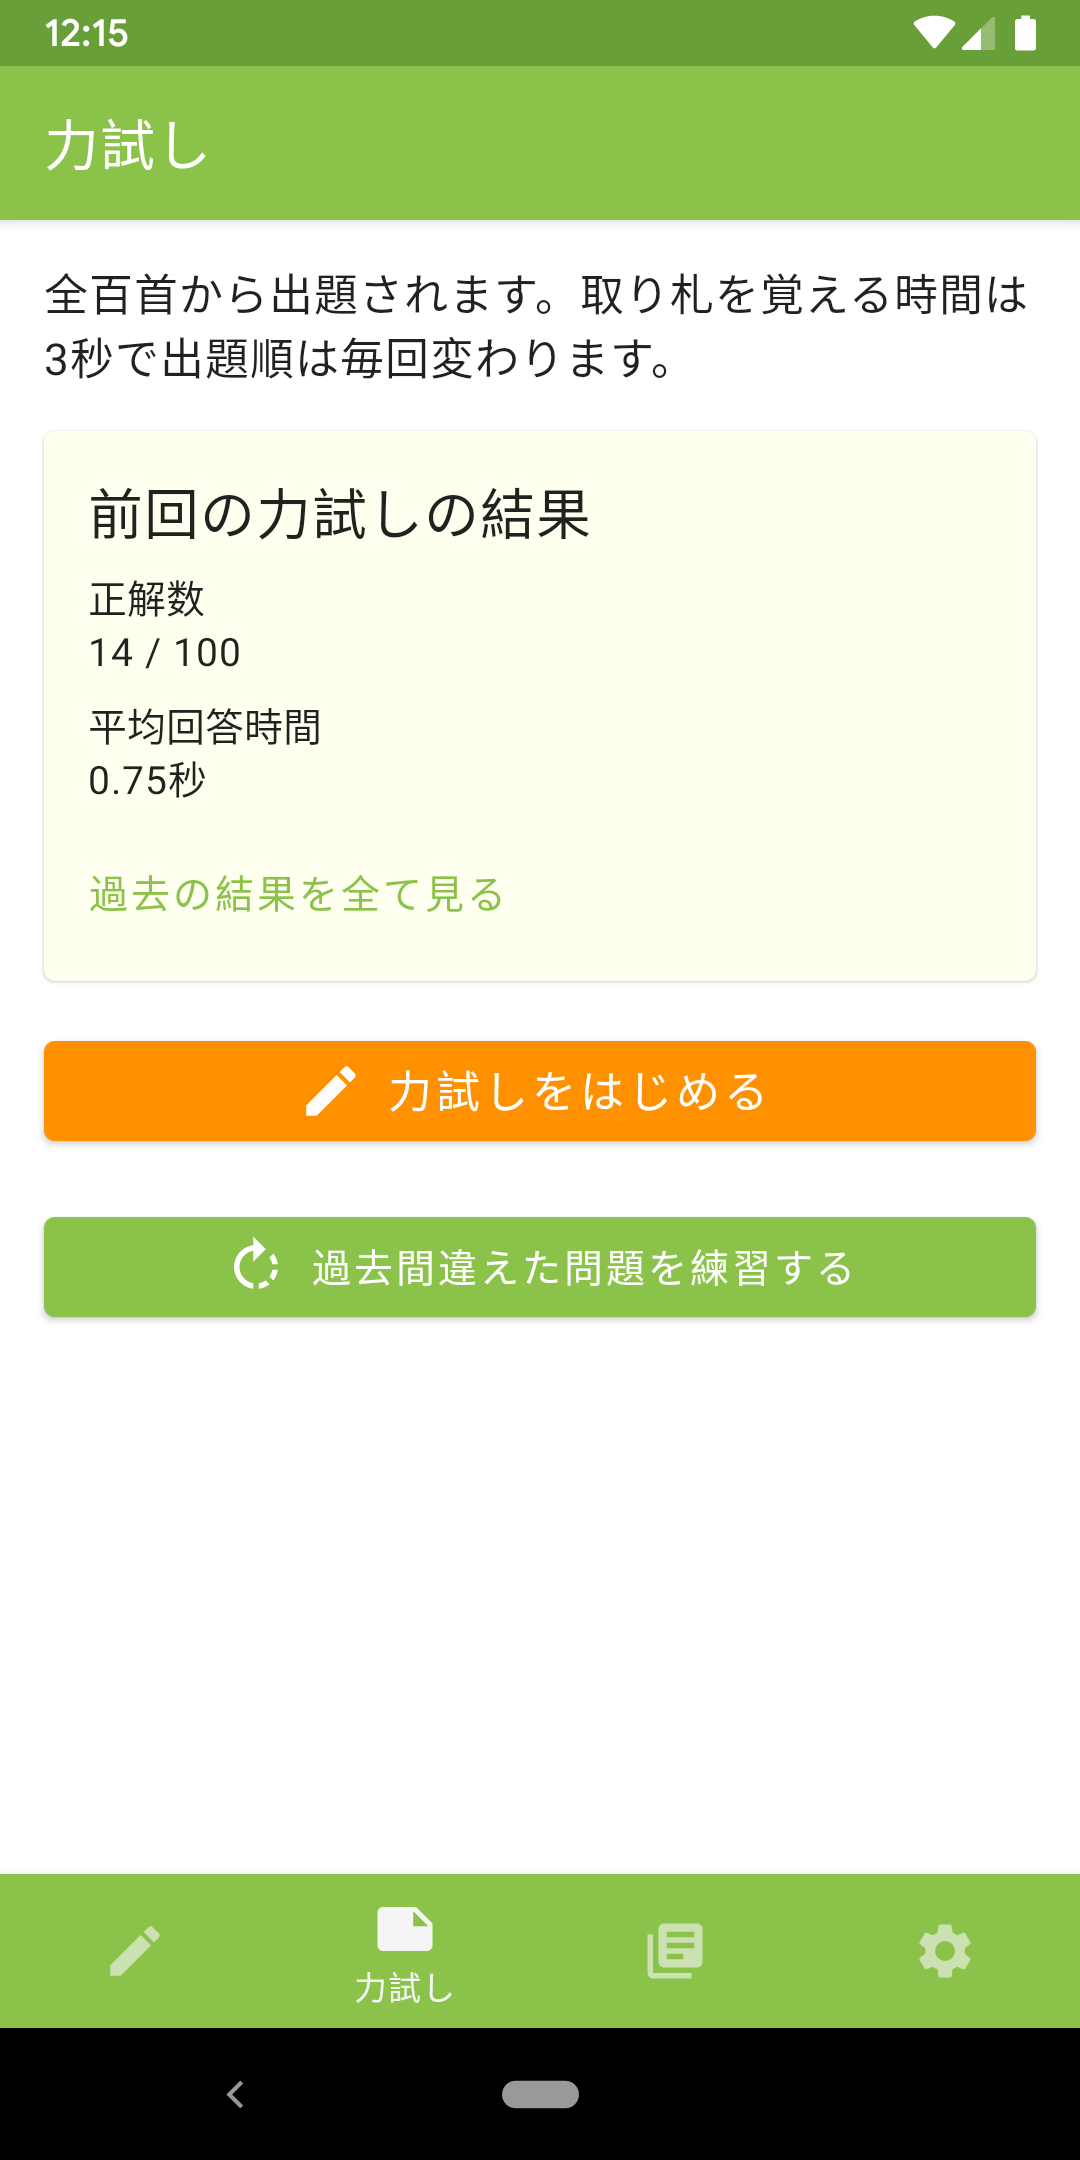 12:15
力試し
全百首から出題されます。取り札を覚える時間は
3秒で出題順は毎回変わります。
前回の力試しの結果
正解数
14 / 100
平均回答時間
0.75秒
過去の結果を全て見る
力試しをはじめる
過去間違えた問題を練習する
力試し